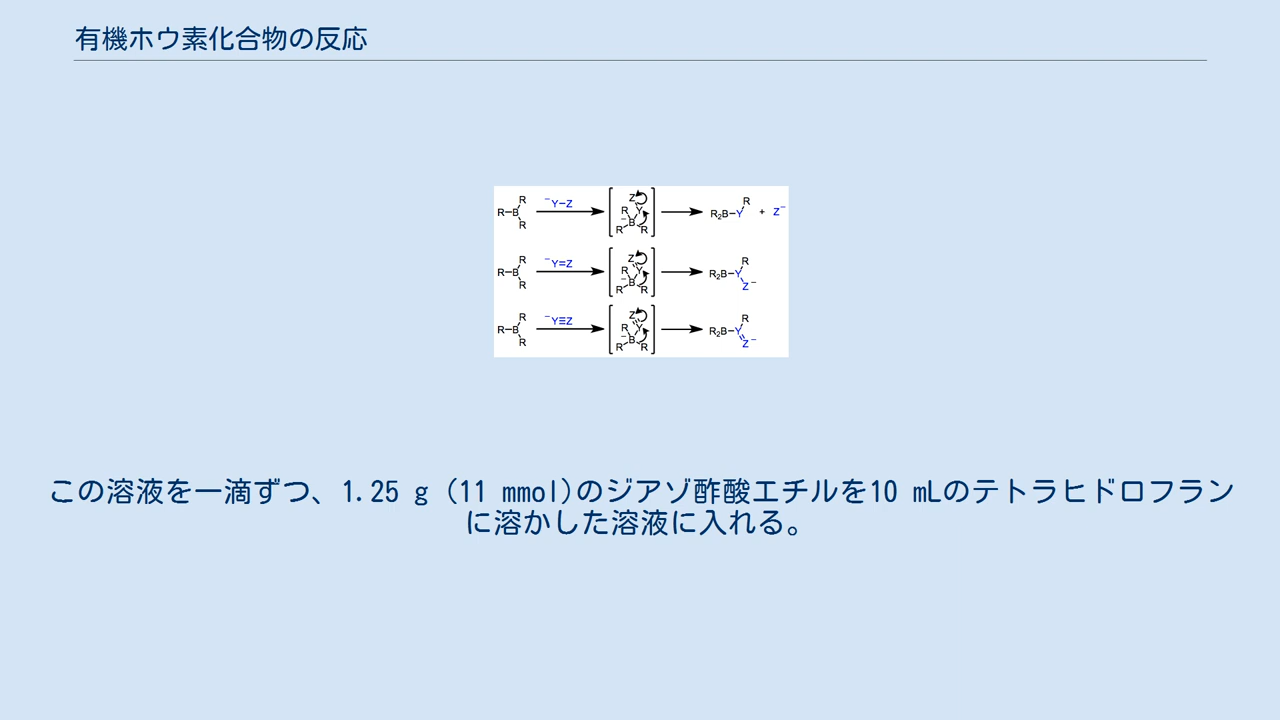 有機ホウ素化合物の反応
R-B R R ⁻Y-Z [ Z R Y ⁻ B R R ] R₂B-Y R + Z⁻
R-B R R ⁻Y=Z [ Z R Y ⁻ B R R ] R₂B-Y R Z⁻
R-B R R ⁻Y≡Z [ Z R Y ⁻ B R R ] R₂B-Y R Z⁻
この溶液を一滴ずつ、1.25 g (11 mmol)のジアゾ酢酸エチルを10 mLのテトラヒドロフラン
に溶かした溶液に入れる。